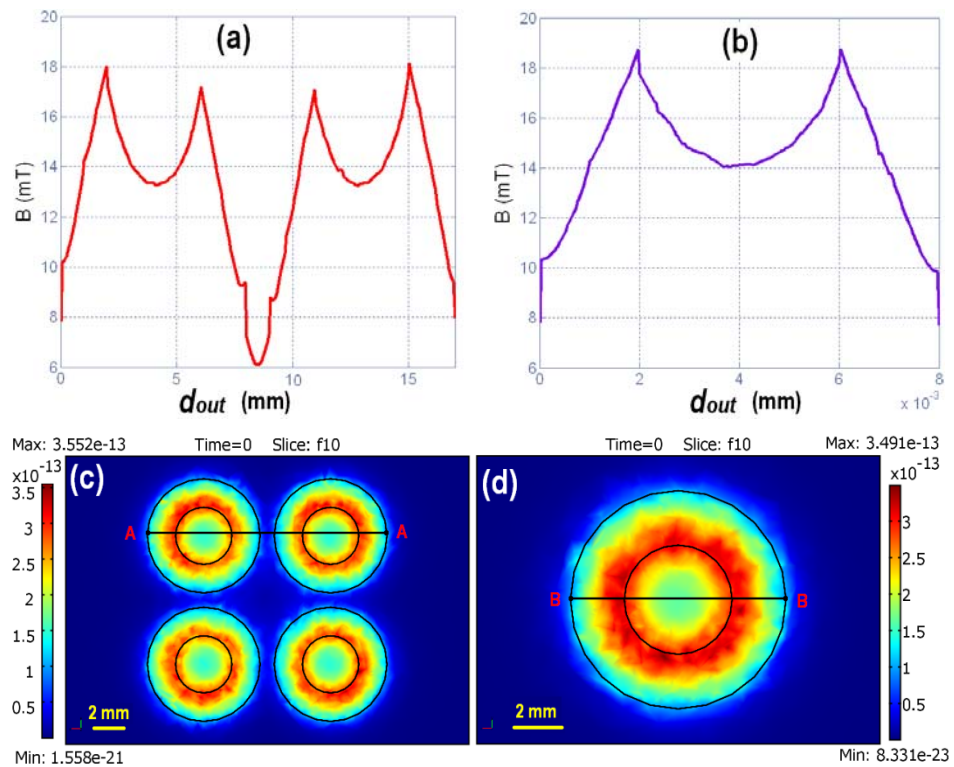 (a)
20
18
16
14
12
10
8
6
B (mT)
0 5 10 15
dout (mm)
(b)
20
18
16
14
12
10
8
6
B (mT)
0 2 4 6 8
x 10^-3
dout (mm)
Max: 3.552e-13 Time=0 Slice: f10
x10^-13
3.5
3
2.5
2
1.5
1
0.5
(c)
A A
2 mm
Min: 1.558e-21
Time=0 Slice: f10 Max: 3.491e-13
(d)
B B
2 mm
x10^-13
3
2.5
2
1.5
1
0.5
Min: 8.331e-23